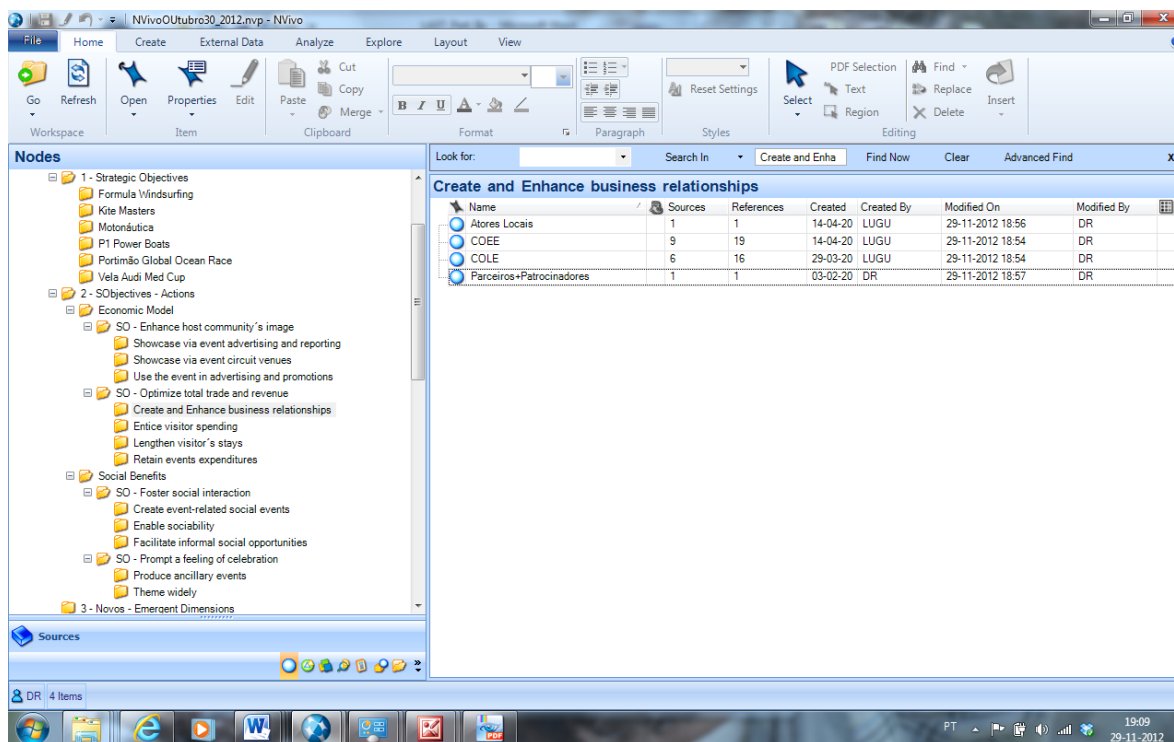 NVivoOUtubro30_2012.nvp - NVivo
File Home Create External Data Analyze Explore Layout View
Go Refresh Open Properties Edit Paste Cut Copy Merge
B I U A
Reset Settings
Select PDF Selection Text Region Find Replace Delete Insert
Workspace Item Clipboard Format Paragraph Styles Editing
Nodes
1 - Strategic Objectives
Formula Windsurfing
Kite Masters
Motonáutica
P1 Power Boats
Portimão Global Ocean Race
Vela Audi Med Cup
2 - SObjectives - Actions
Economic Model
SO - Enhance host community´s image
Showcase via event advertising and reporting
Showcase via event circuit venues
Use the event in advertising and promotions
SO - Optimize total trade and revenue
Create and Enhance business relationships
Entice visitor spending
Lengthen visitor´s stays
Retain events expenditures
Social Benefits
SO - Foster social interaction
Create event-related social events
Enable sociability
Facilitate informal social opportunities
SO - Prompt a feeling of celebration
Produce ancillary events
Theme widely
3 - Novos - Emergent Dimensions
Sources
Look for: Search In Create and Enha Find Now Clear Advanced Find x
Create and Enhance business relationships
Name Sources References Created Created By Modified On Modified By
Atores Locais 1 1 14-04-20 LUGU 29-11-2012 18:56 DR
COEE 9 19 14-04-20 LUGU 29-11-2012 18:54 DR
COLE 6 16 29-03-20 LUGU 29-11-2012 18:54 DR
Parceiros+Patrocinadores 1 1 03-02-20 DR 29-11-2012 18:57 DR
DR 4 Items
PT 19:09
29-11-2012